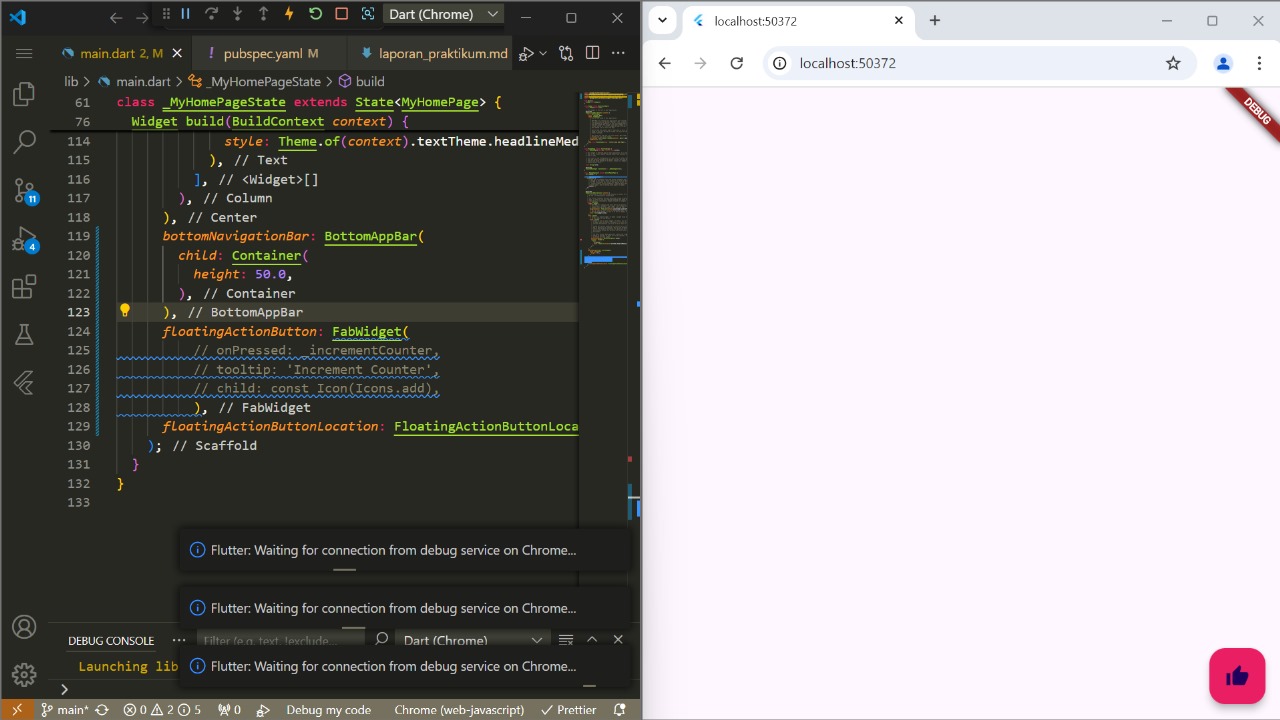 Dart (Chrome)
main.dart 2, M
pubspec.yaml M
laporan_praktikum.md
lib > main.dart > _MyHomePageState > build
class _MyHomePageState extends State<MyHomePage> {
76 Widget build(BuildContext context) {
style: Theme.of(context).textTheme.headlineMed
), // Text
116 ], // <Widget>[]
), // Column
118 ), // Center
bottomNavigationBar: BottomAppBar(
child: Container(
121 height: 50.0,
122 ), // Container
123 ), // BottomAppBar
124 floatingActionButton: FabWidget(
125 // onPressed: _incrementCounter,
126 // tooltip: 'Increment Counter',
127 // child: const Icon(Icons.add),
128 ), // FabWidget
129 floatingActionButtonLocation: FloatingActionButtonLoca
130 ); // Scaffold
131 }
132 }
133
11
4
Flutter: Waiting for connection from debug service on Chrome...
Flutter: Waiting for connection from debug service on Chrome...
DEBUG CONSOLE
Filter (e.g. text, !exclude...
Dart (Chrome)
Launching lib
Flutter: Waiting for connection from debug service on Chrome...
main*
0 2 5
0
Debug my code
Chrome (web-javascript)
Prettier
localhost:50372
localhost:50372
DEBUG